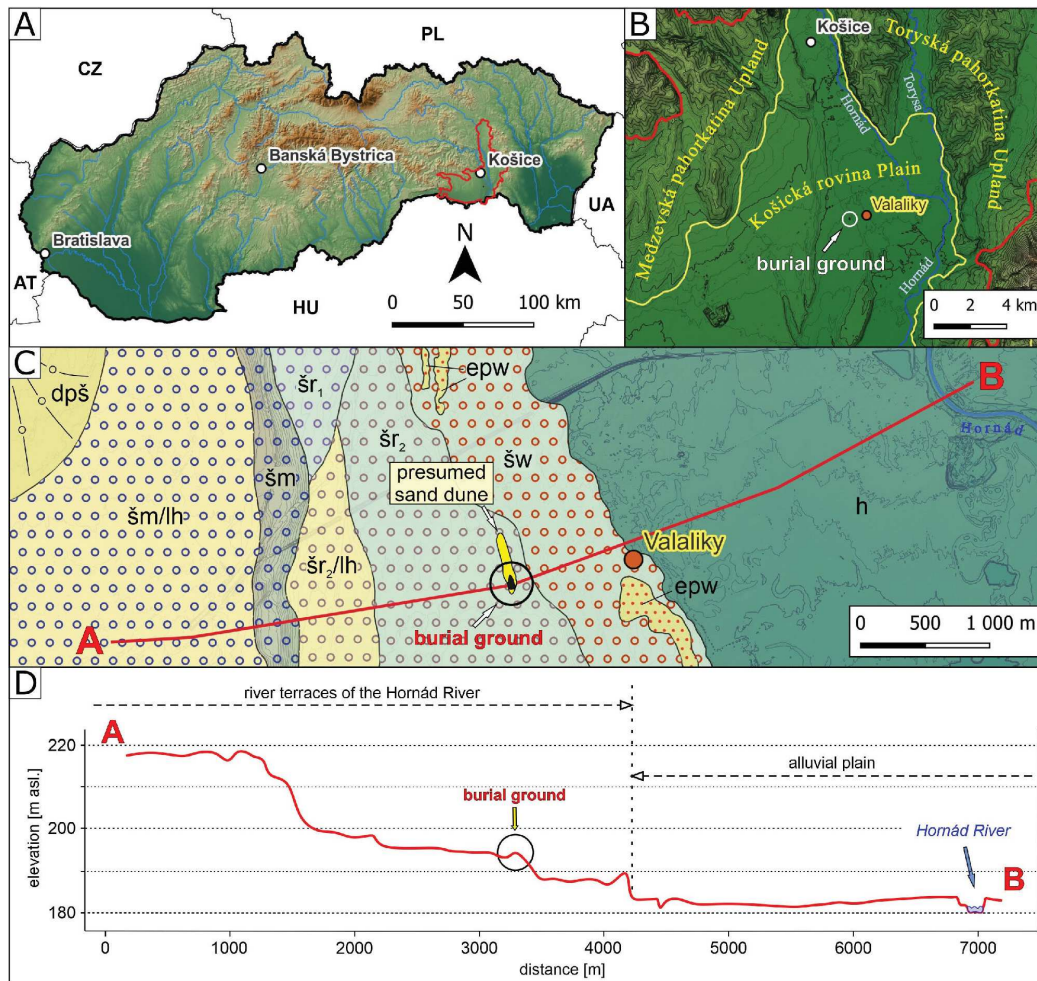 A
CZ
PL
Banská Bystrica
Košice
UA
Bratislava
N
AT
HU
0 50 100 km
B
Košice
Toryská pahorkatina Upland
Medzevská pahorkatina Upland
Hornád
Torysa
Košická rovina Plain
Valaliky
burial ground
Hornád
0 2 4 km
C
dpš
šr1
epw
B
Hornád
šr2
šw
šm
presumed
sand dune
šm/lh
h
Valaliky
šr2/lh
epw
A
burial ground
0 500 1 000 m
D
river terraces of the Hornád River
A
220
alluvial plain
burial ground
200
Hornád River
B
180
elevation [m asl.]
0 1000 2000 3000 4000 5000 6000 7000
distance [m]